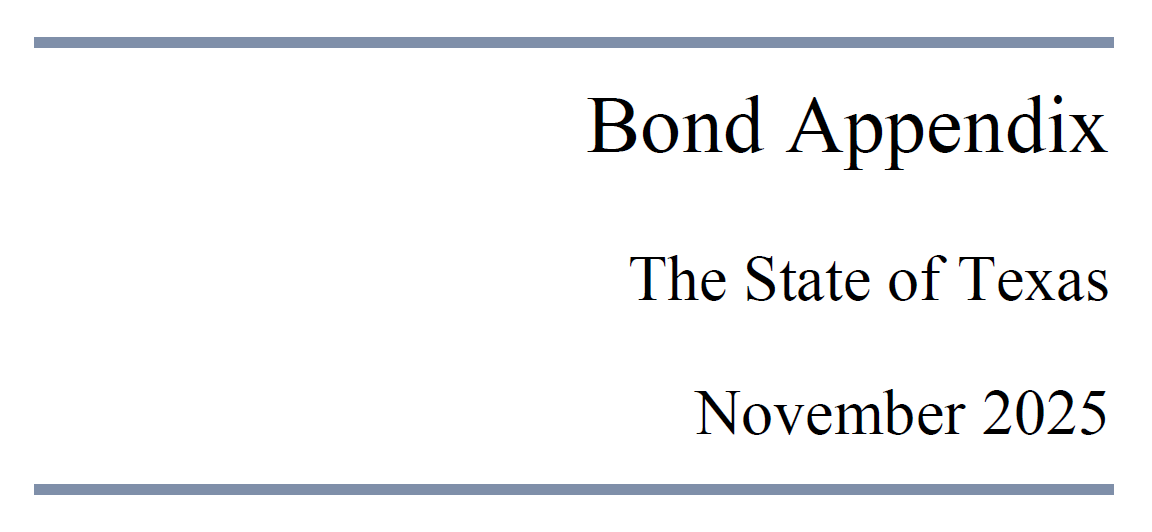 Bond Appendix
The State of Texas
November 2025